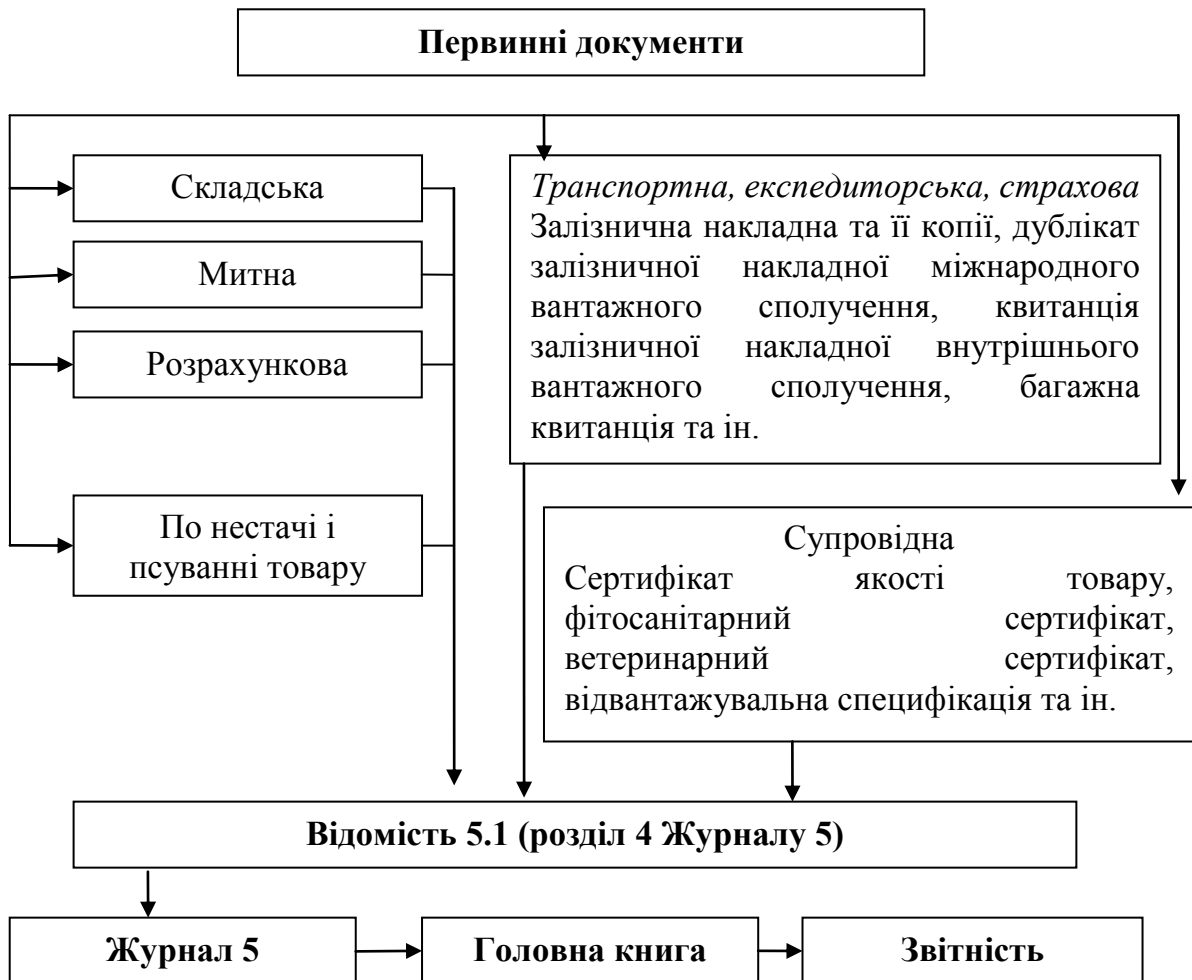 Первинні документи
Складська
Митна
Розрахункова
По нестачі і
псуванні товару
Транспортна, експедиторська, страхова
Залізнична накладна та її копії, дублікат
залізничної накладної міжнародного
вантажного сполучення, квитанція
залізничної накладної внутрішнього
вантажного сполучення, багажна
квитанція та ін.
Супровідна
Сертифікат якості товару,
фітосанітарний сертифікат,
ветеринарний сертифікат,
відвантажувальна специфікація та ін.
Відомість 5.1 (розділ 4 Журналу 5)
Журнал 5
Головна книга
Звітність